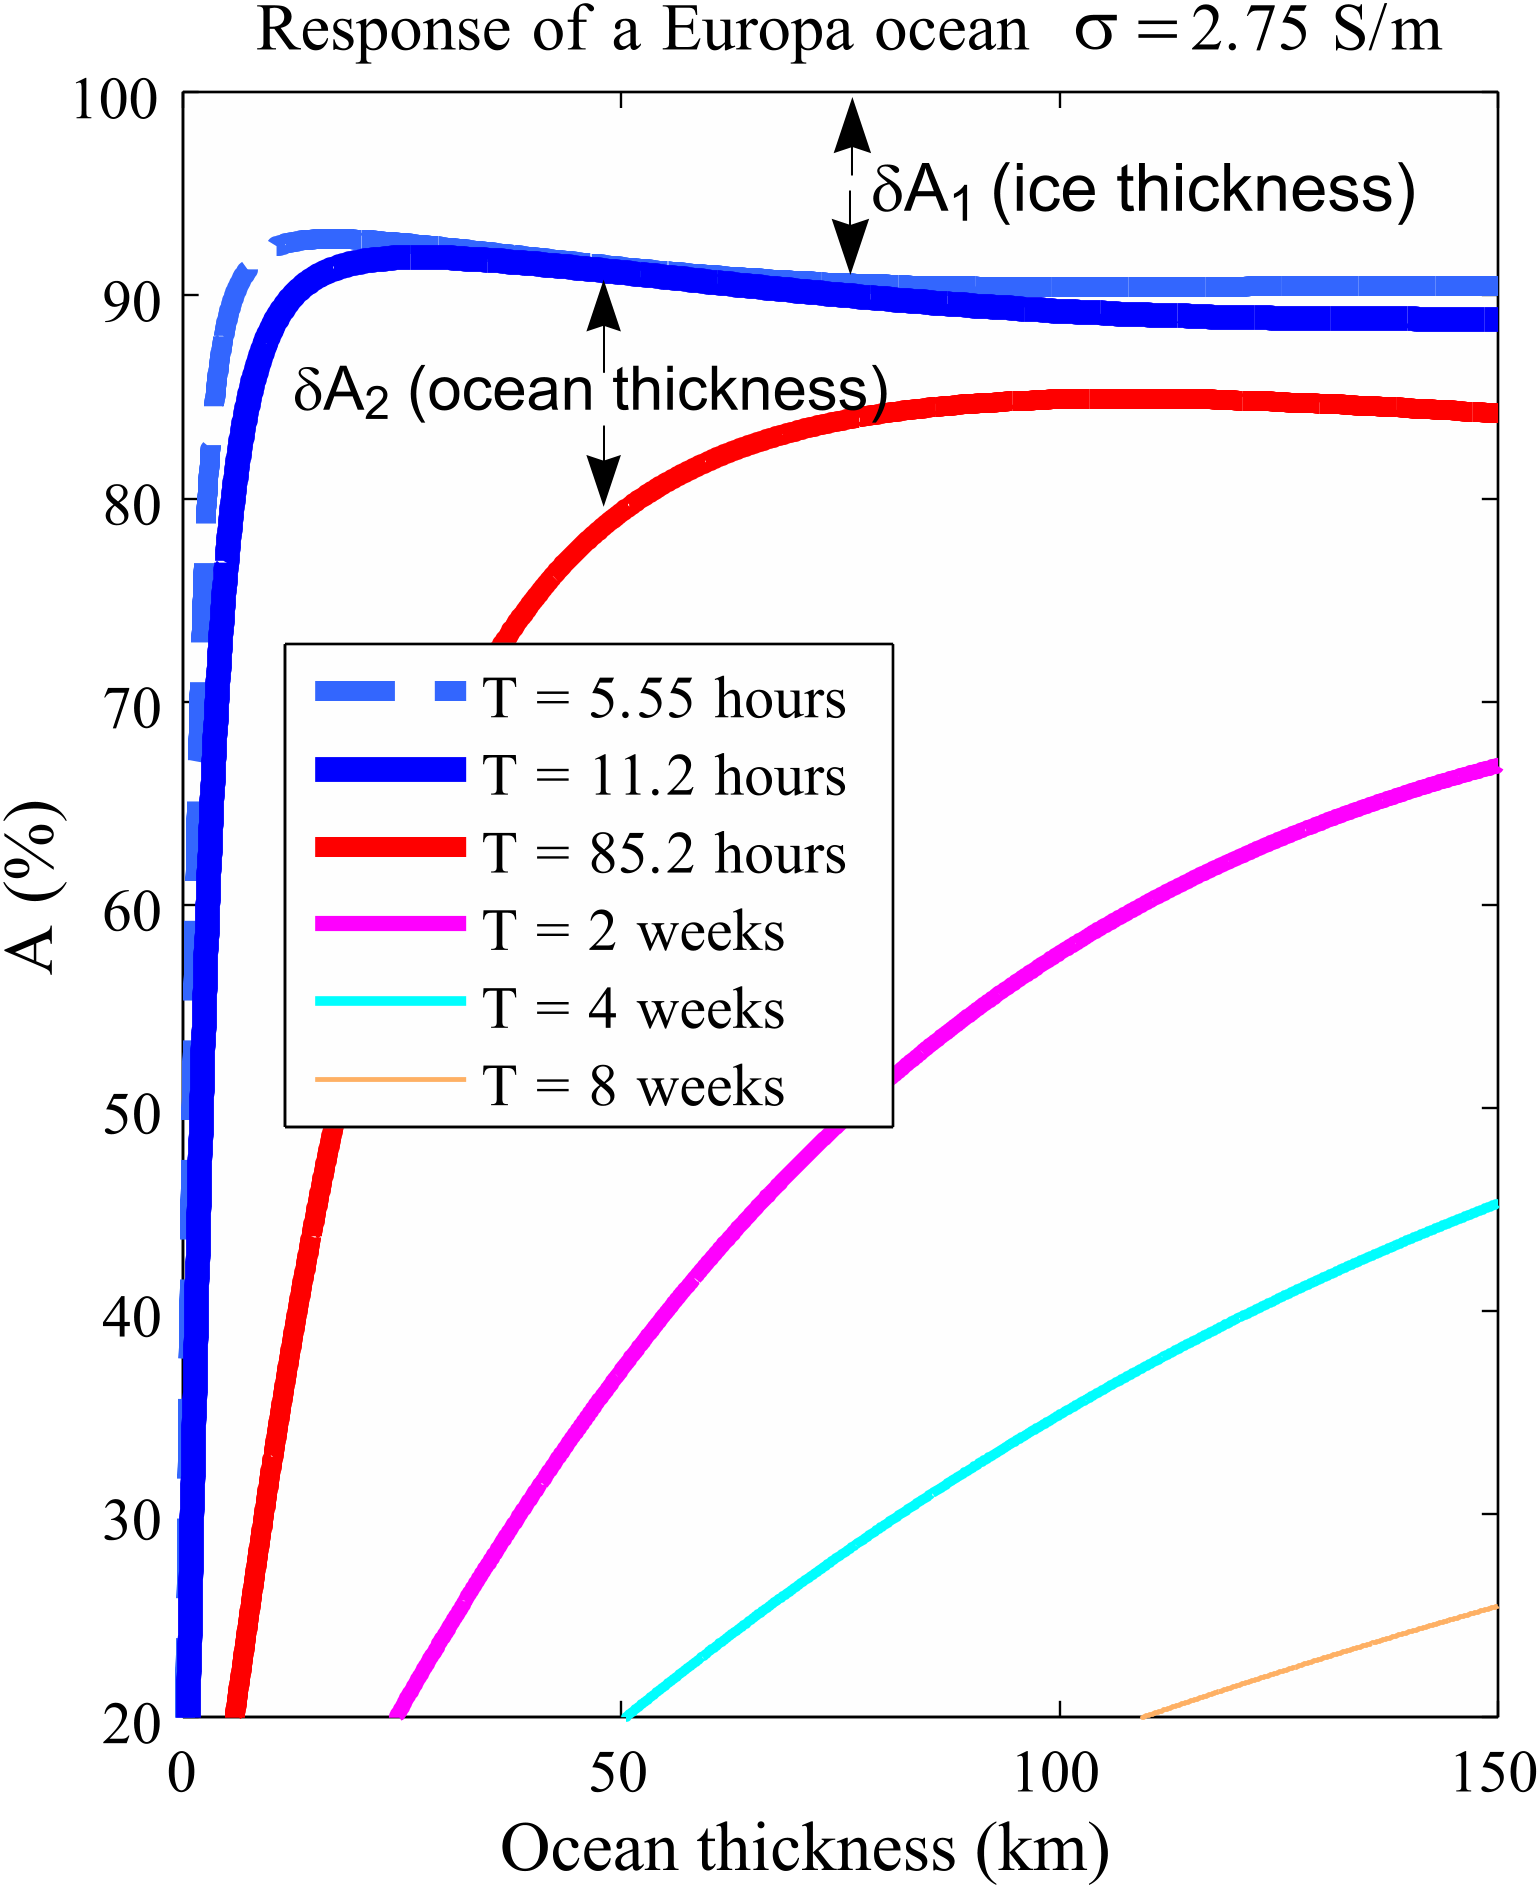 Response of a Europa ocean σ = 2.75 S/m
100
δA1 (ice thickness)
90
δA2 (ocean thickness)
80
70
60
50
40
30
20
A (%)
T = 5.55 hours
T = 11.2 hours
T = 85.2 hours
T = 2 weeks
T = 4 weeks
T = 8 weeks
0 50 100 150
Ocean thickness (km)